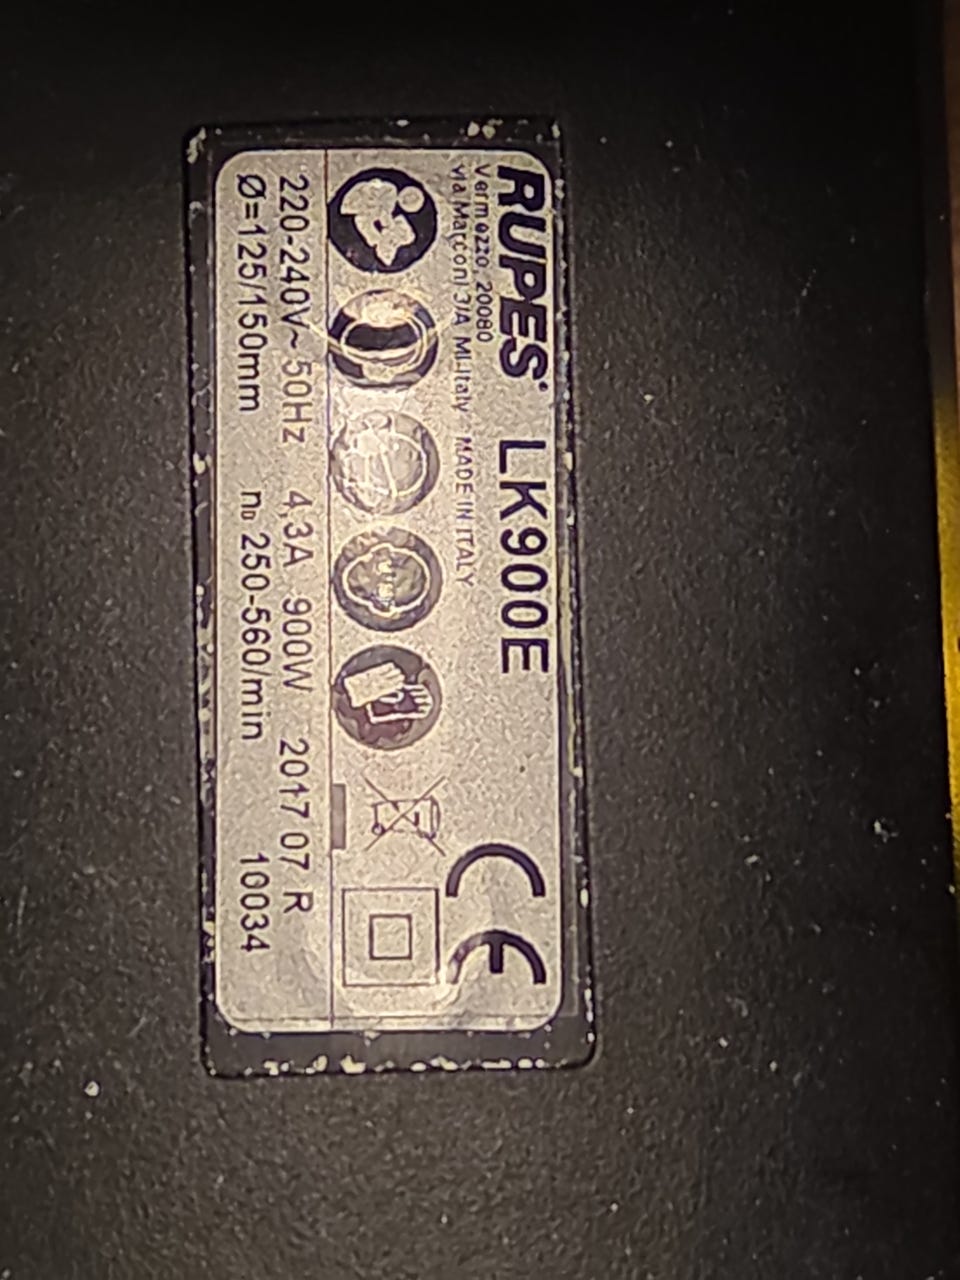 RUPES LK900E
Vermezzo, 20080
via Marconi 3/A MI-Italy - MADE IN ITALY
CE
220-240V~50Hz 4,3A 900W 2017 07 R
Ø=125/150mm n₀ 250-560/min 10034